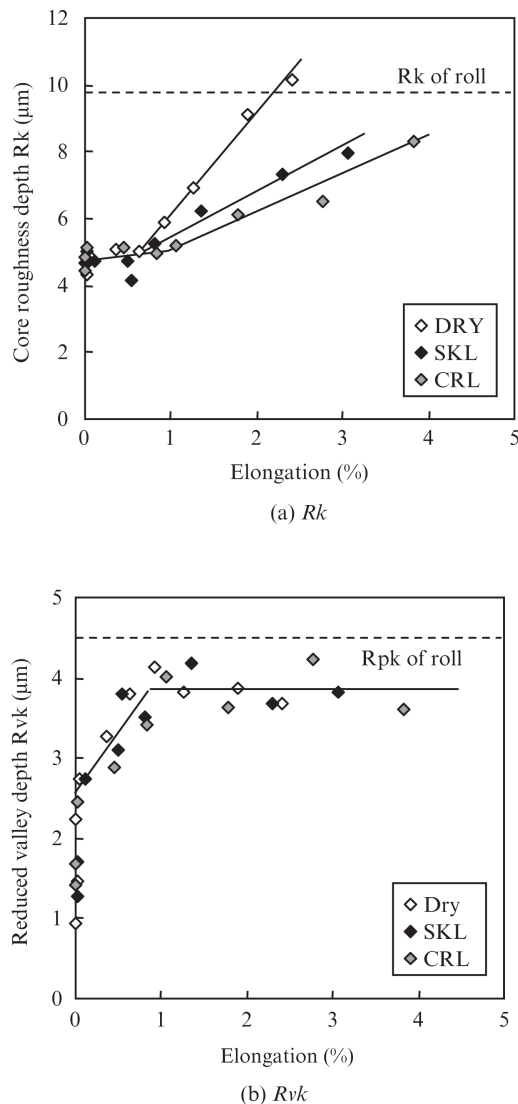 12
10
8
6
4
2
0
0 1 2 3 4 5
Core roughness depth Rk (μm)
Elongation (%)
Rk of roll
DRY
SKL
CRL
(a) Rk
5
4
3
2
1
0
0 1 2 3 4 5
Reduced valley depth Rvk (μm)
Elongation (%)
Rpk of roll
Dry
SKL
CRL
(b) Rvk